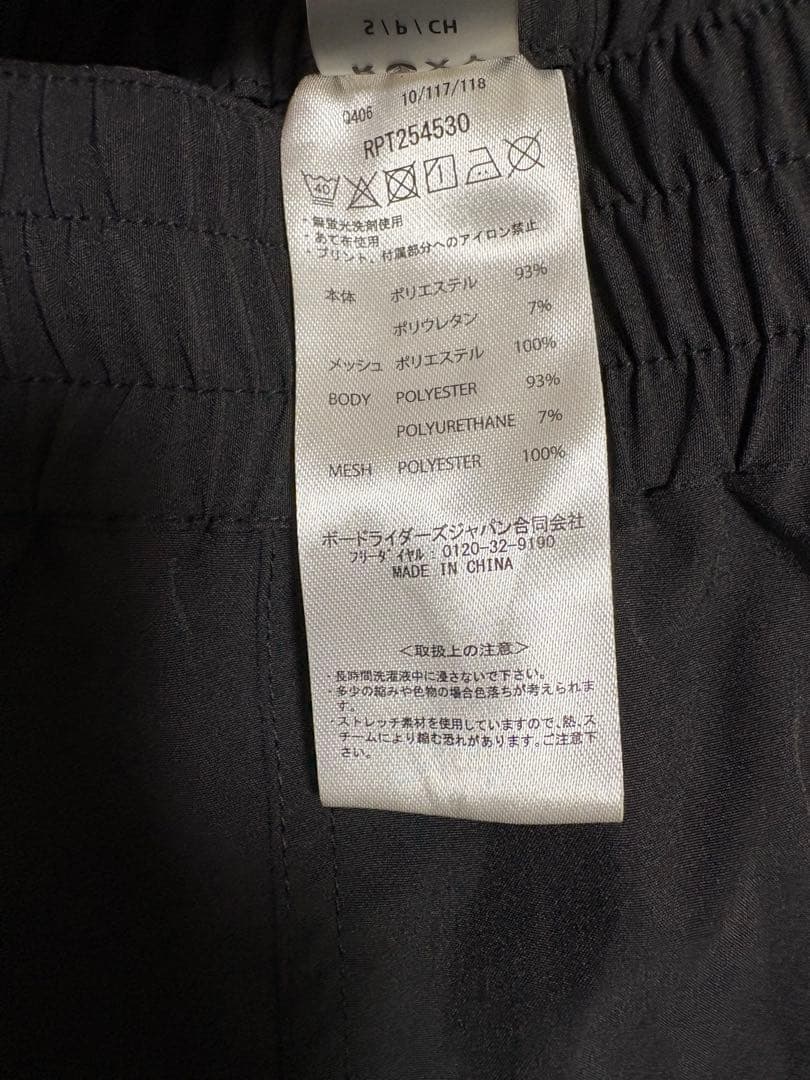 S / P / CH
Q406 10/117/118
RPT254530
40
・無蛍光洗剤使用
・あて布使用
・プリント、付属部分へのアイロン禁止
本体 ポリエステル 93%
ポリウレタン 7%
メッシュ ポリエステル 100%
BODY POLYESTER 93%
POLYURETHANE 7%
MESH POLYESTER 100%
ボードライダーズジャパン合同会社
フリーダイヤル:0120-32-9190
MADE IN CHINA
<取扱上の注意>
・長時間洗濯液中に浸さないで下さい。
・多少の縮みや色物の場合色落ちが考えられま
す。
・ストレッチ素材を使用していますので、熱、ス
チームにより縮む恐れがあります。ご注意下
さい。